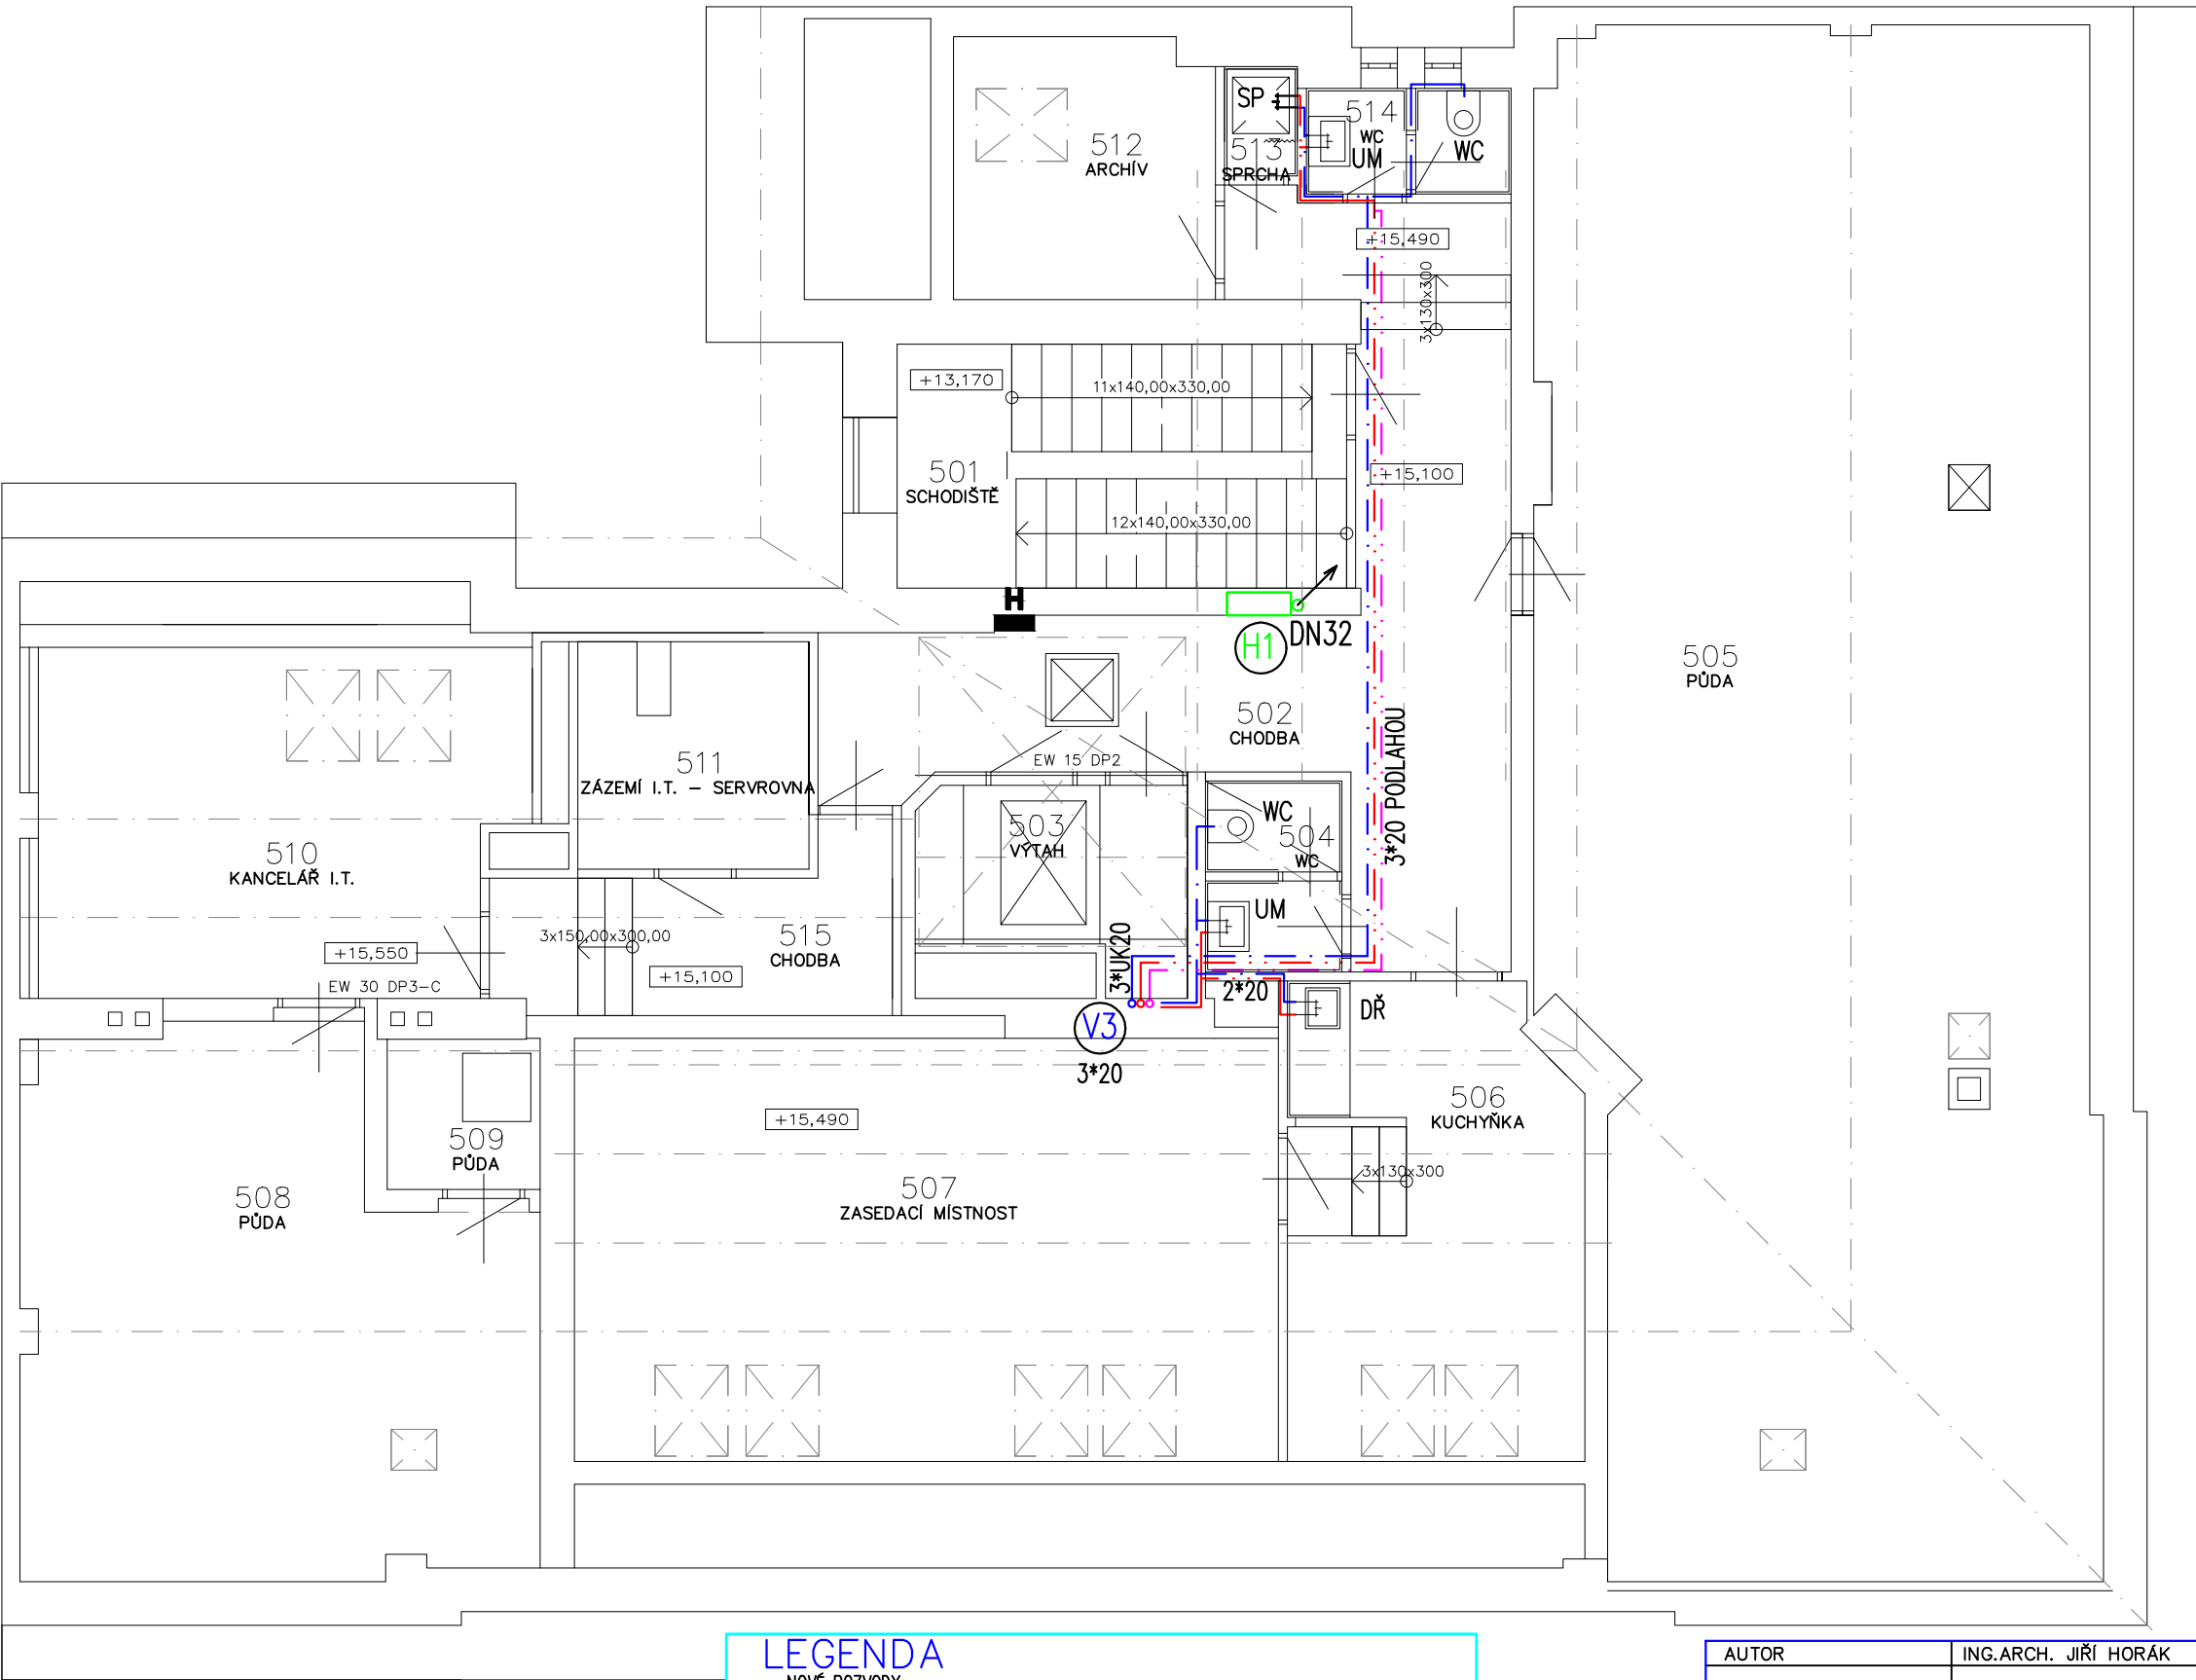 SP
514
WC
UM
WC
512
ARCHÍV
513
SPRCHA
+15,490
3x130x300
+13,170
11x140,00x330,00
501
SCHODIŠTĚ
+15,100
12x140,00x330,00
H
H1
DN32
505
PŮDA
502
CHODBA
3*20 PODLAHOU
EW 15 DP2
511
ZÁZEMÍ I.T. – SERVROVNA
503
VÝTAH
WC
504
WC
510
KANCELÁŘ I.T.
UM
515
CHODBA
3x150,00x300,00
+15,550
+15,100
3*UK20
2*20
EW 30 DP3-C
DŘ
V3
3*20
506
KUCHYŇKA
+15,490
509
PŮDA
3x130x300
508
PŮDA
507
ZASEDACÍ MÍSTNOST
LEGENDA
NOVÉ ROZVODY
AUTOR
ING.ARCH. JIŘÍ HORÁK